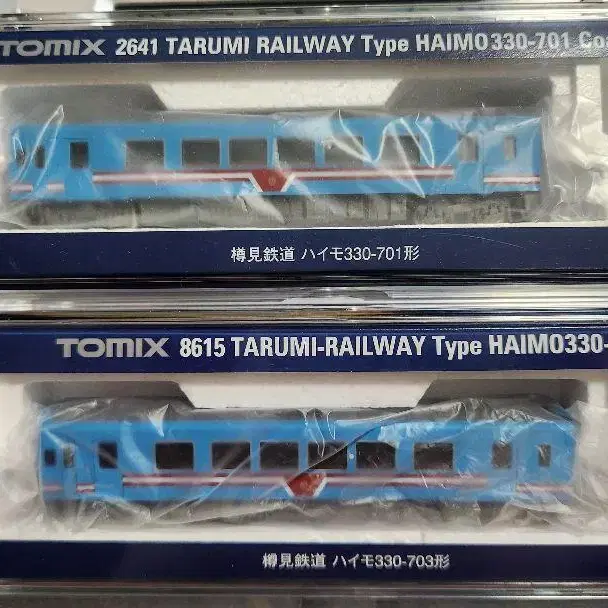 TOMIX 2641 TARUMI RAILWAY Type HAIMO330-701 Coa
樽見鉄道 ハイモ330-701形
TOMIX 8615 TARUMI-RAILWAY Type HAIMO330-
樽見鉄道 ハイモ330-703形